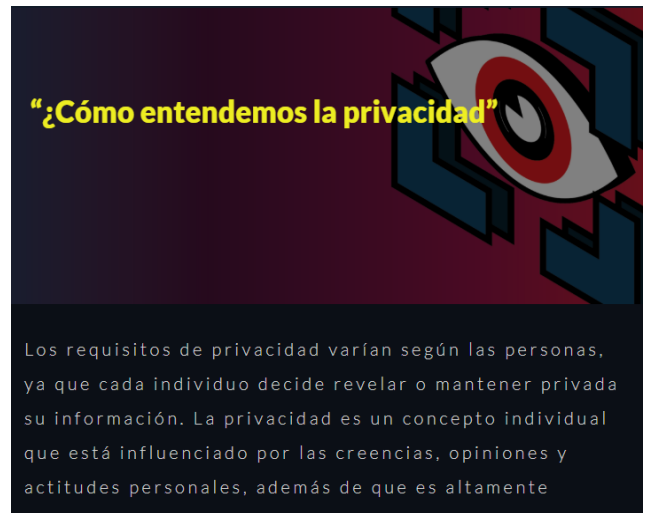 “¿Cómo entendemos la privacidad”
Los requisitos de privacidad varían según las personas,
ya que cada individuo decide revelar o mantener privada
su información. La privacidad es un concepto individual
que está influenciado por las creencias, opiniones y
actitudes personales, además de que es altamente